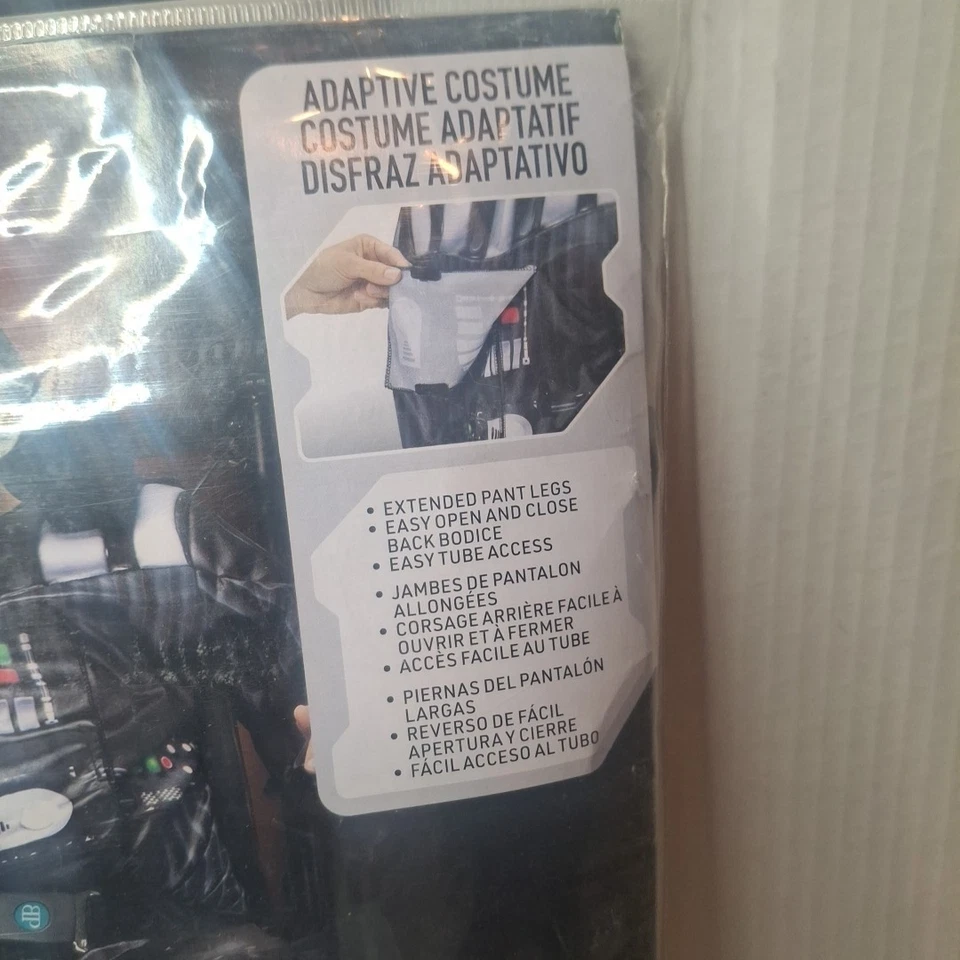 ADAPTIVE COSTUME
COSTUME ADAPTATIF
DISFRAZ ADAPTATIVO
• EXTENDED PANT LEGS
• EASY OPEN AND CLOSE
BACK BODICE
• EASY TUBE ACCESS
• JAMBES DE PANTALON
ALLONGÉES
• CORSAGE ARRIÈRE FACILE À
OUVRIR ET À FERMER
• ACCÈS FACILE AU TUBE
• PIERNAS DEL PANTALÓN
LARGAS
• REVERSO DE FÁCIL
APERTURA Y CIERRE
• FÁCIL ACCESO AL TUBO
dB